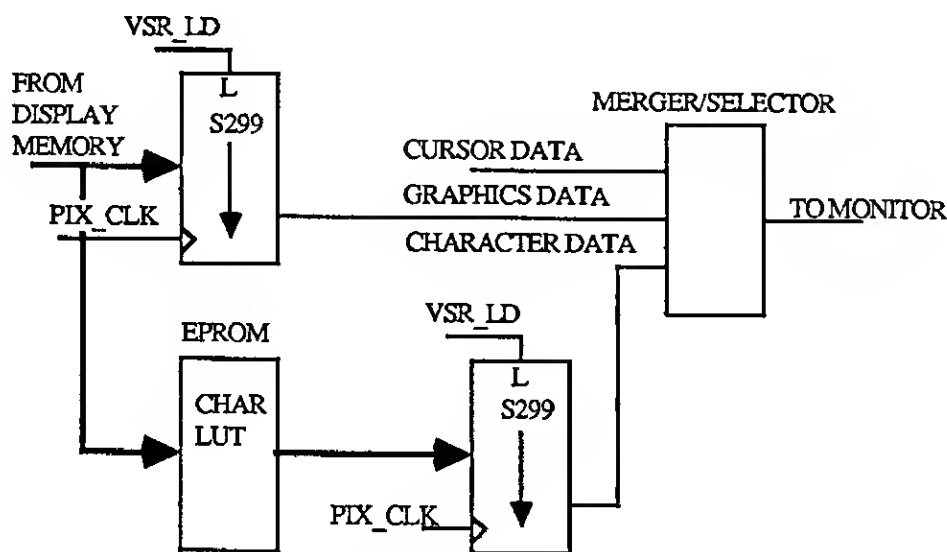 VSR_LD
FROM
DISPLAY
MEMORY
L
S299
PIX_CLK
MERGER/SELECTOR
CURSOR DATA
GRAPHICS DATA
CHARACTER DATA
TO MONITOR
EPROM
CHAR
LUT
VSR_LD
L
S299
PIX_CLK